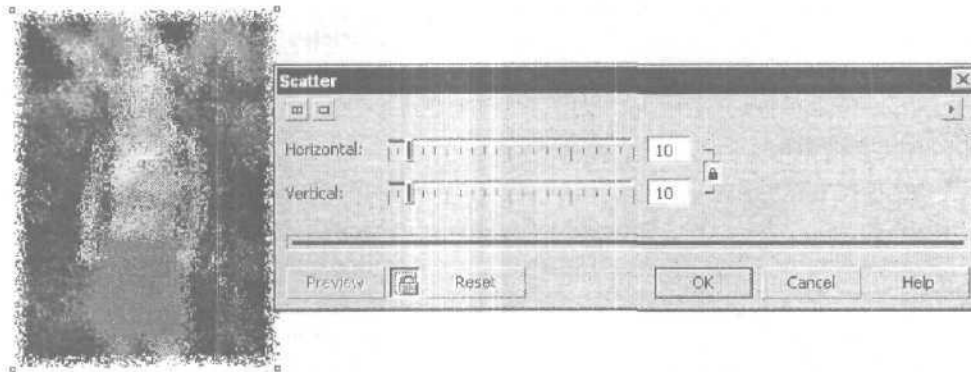 Scatter
Horizontal: 10
Vertical: 10
Preview Reset OK Cancel Help